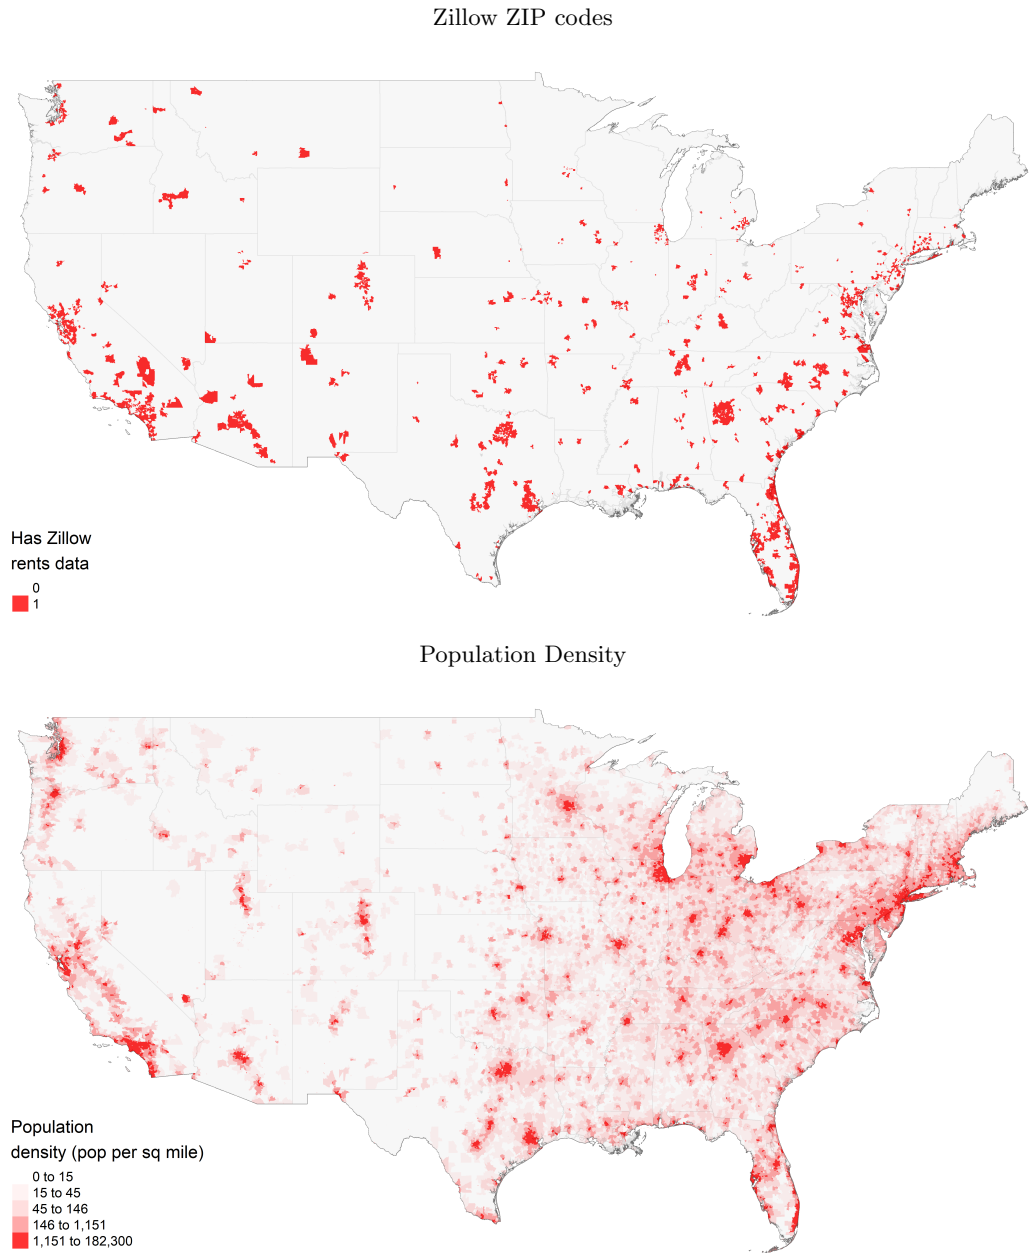 Zillow ZIP codes
Has Zillow
rents data
0
1
Population Density
Population
density (pop per sq mile)
0 to 15
15 to 45
45 to 146
146 to 1,151
1,151 to 182,300